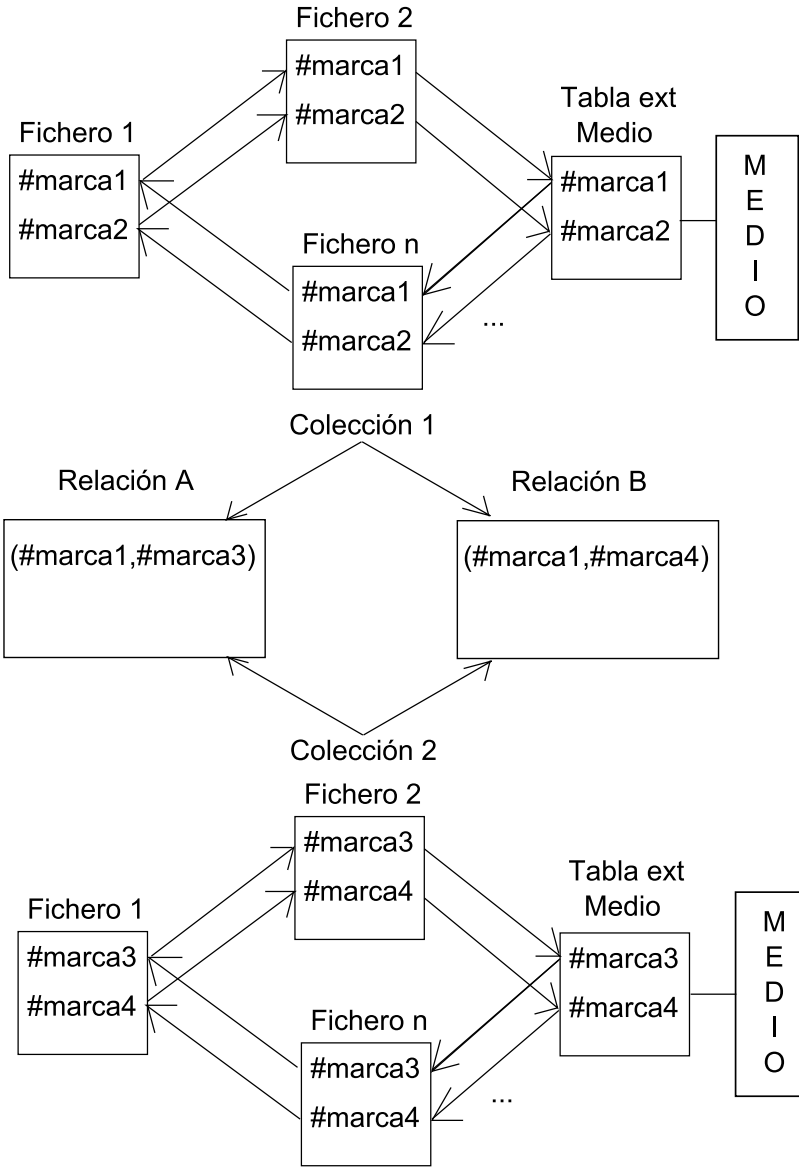 Fichero 2
#marca1
#marca2
Fichero 1
#marca1
#marca2
Tabla ext
Medio
#marca1
#marca2
M
E
D
I
O
Fichero n
#marca1
#marca2
...
Colección 1
Relación A
(#marca1,#marca3)
Relación B
(#marca1,#marca4)
Colección 2
Fichero 2
#marca3
#marca4
Fichero 1
#marca3
#marca4
Tabla ext
Medio
#marca3
#marca4
M
E
D
I
O
Fichero n
#marca3
#marca4
...